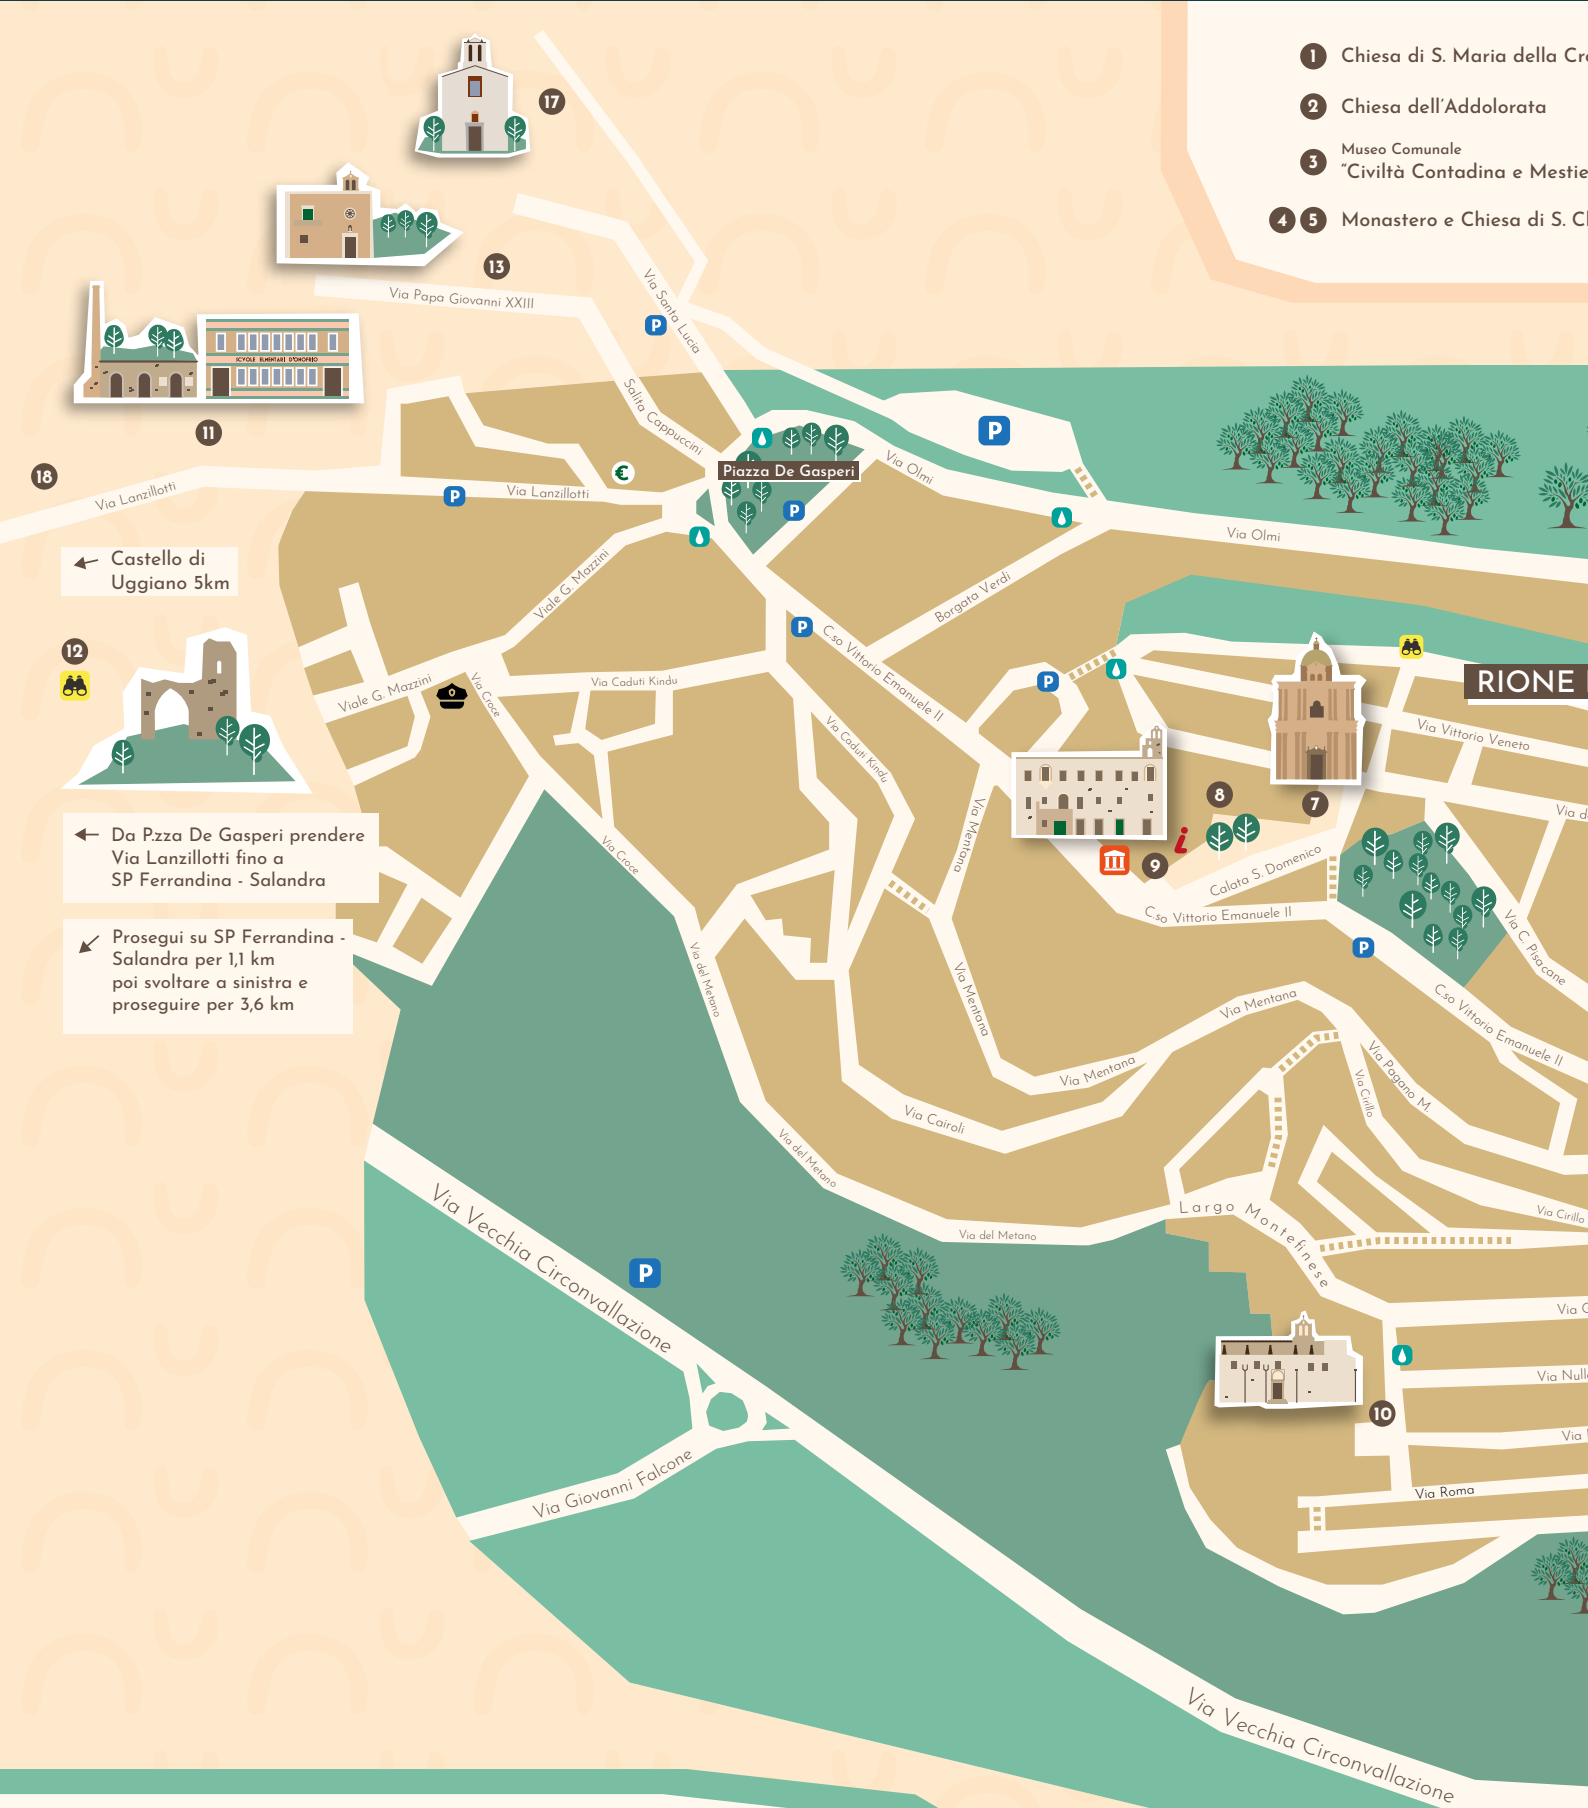 1 Chiesa di S. Maria della Cr
2 Chiesa dell'Addolorata
Museo Comunale
3 "Civiltà Contadina e Mestie
4 5 Monastero e Chiesa di S. C
17
13
Via Papa Giovanni XXIII
Via Santa Lucia
P
SCVOLE ELMENTARI D'ONOFRIO
11
Salita Cappuccini
P
18
Via Lanzillotti
P
Via Lanzillotti
€
Piazza De Gasperi
P
Via Olmi
Via Olmi
Castello di
Uggiano 5km
Viale G. Mazzini
Borgata Verdi
12
P
C.so Vittorio Emanuele II
P
RIONE
Viale G. Mazzini
Via Croce
Via Caduti Kindu
Via Caduti Kindu
Via Vittorio Veneto
8
7
Via d
Da P.zza De Gasperi prendere
Via Lanzillotti fino a
SP Ferrandina - Salandra
Via Croce
Via Mentana
i
9
Calata S. Domenico
C.so Vittorio Emanuele II
P
Via C. Pisacane
Prosegui su SP Ferrandina -
Salandra per 1,1 km
poi svoltare a sinistra e
proseguire per 3,6 km
Via del Metano
Via Mentana
Via Mentana
C.so Vittorio Emanuele II
Via Mentana
Via Pagano M.
Via Cirillo
Via Cairoli
Via del Metano
Via Cirillo
Largo Montefinese
Via del Metano
Via Vecchia Circonvallazione
P
Via
Via Null
10
Via
Via Giovanni Falcone
Via Roma
Via Vecchia Circonvallazione